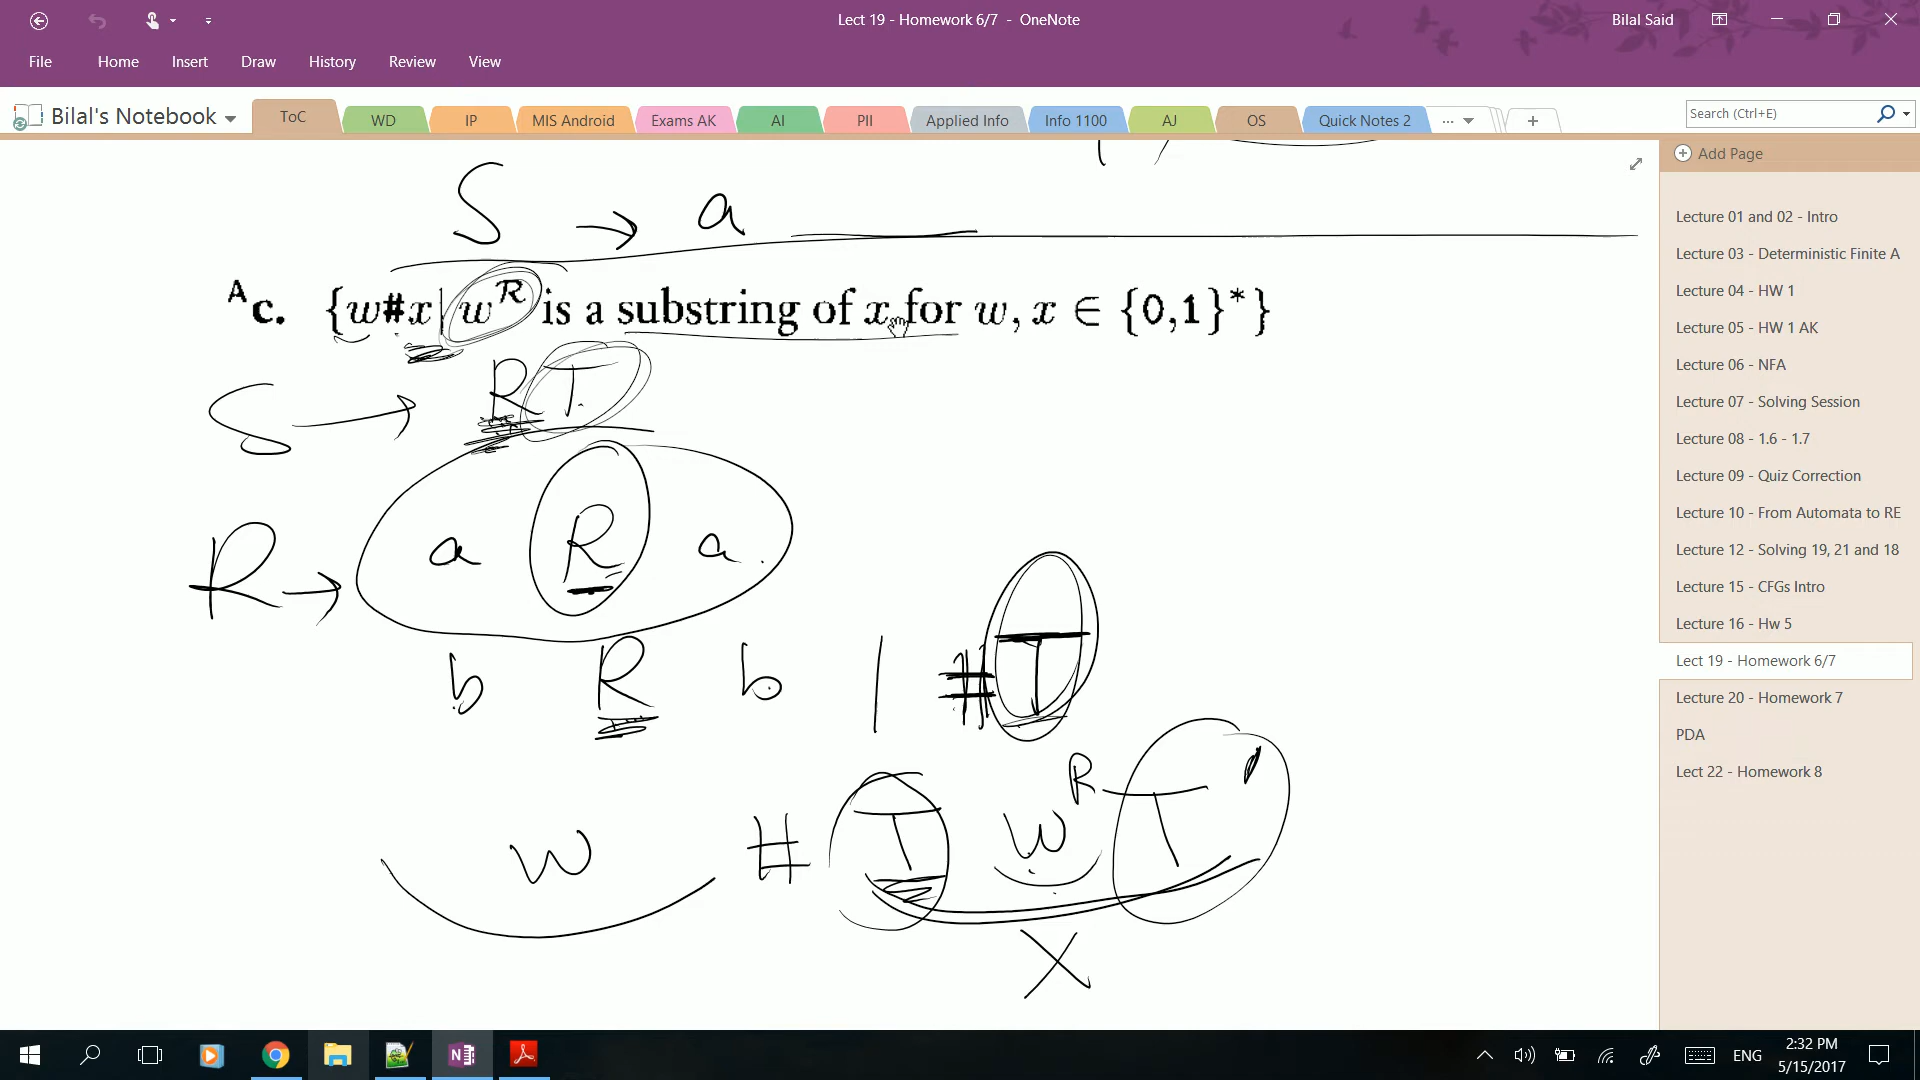 Lect 19 - Homework 6/7 - OneNote
Bilal Said
File Home Insert Draw History Review View
Bilal's Notebook
ToC WD IP MIS Android Exams AK AI PII Applied Info Info 1100 AJ OS Quick Notes 2 ...
Search (Ctrl+E)
Add Page
Lecture 01 and 02 - Intro
Lecture 03 - Deterministic Finite A
Lecture 04 - HW 1
Lecture 05 - HW 1 AK
Lecture 06 - NFA
Lecture 07 - Solving Session
Lecture 08 - 1.6 - 1.7
Lecture 09 - Quiz Correction
Lecture 10 - From Automata to RE
Lecture 12 - Solving 19, 21 and 18
Lecture 15 - CFGs Intro
Lecture 16 - Hw 5
Lect 19 - Homework 6/7
Lecture 20 - Homework 7
PDA
Lect 22 - Homework 8
S → a
ᴬc. {w#x| wᴿ is a substring of x for w, x ∈ {0,1}*}
S → R T
R → a R a
b R b | # T
w # T wᴿ T
X
ENG
2:32 PM
5/15/2017